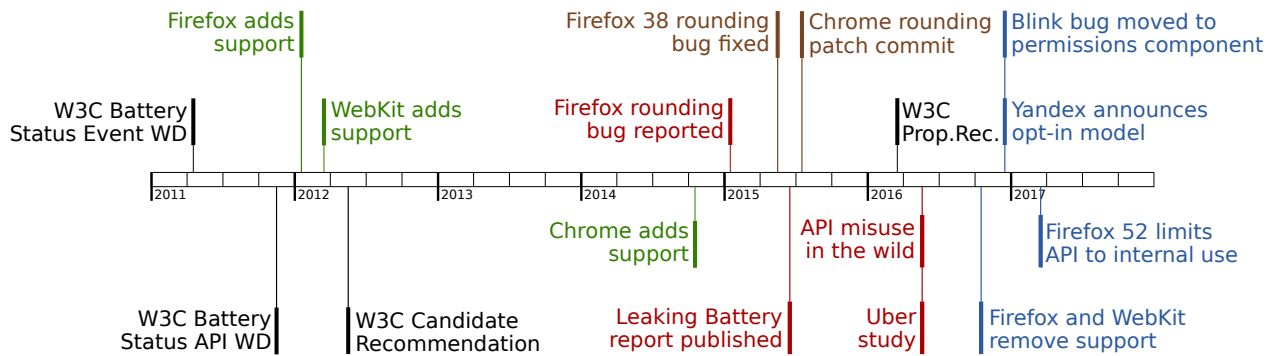 Firefox adds
support
Firefox 38 rounding
bug fixed
Chrome rounding
patch commit
Blink bug moved to
permissions component
W3C Battery
Status Event WD
WebKit adds
support
Firefox rounding
bug reported
W3C
Prop.Rec.
Yandex announces
opt-in model
2011
2012
2013
2014
2015
2016
2017
Chrome adds
support
API misuse
in the wild
Firefox 52 limits
API to internal use
W3C Battery
Status API WD
W3C Candidate
Recommendation
Leaking Battery
report published
Uber
study
Firefox and WebKit
remove support